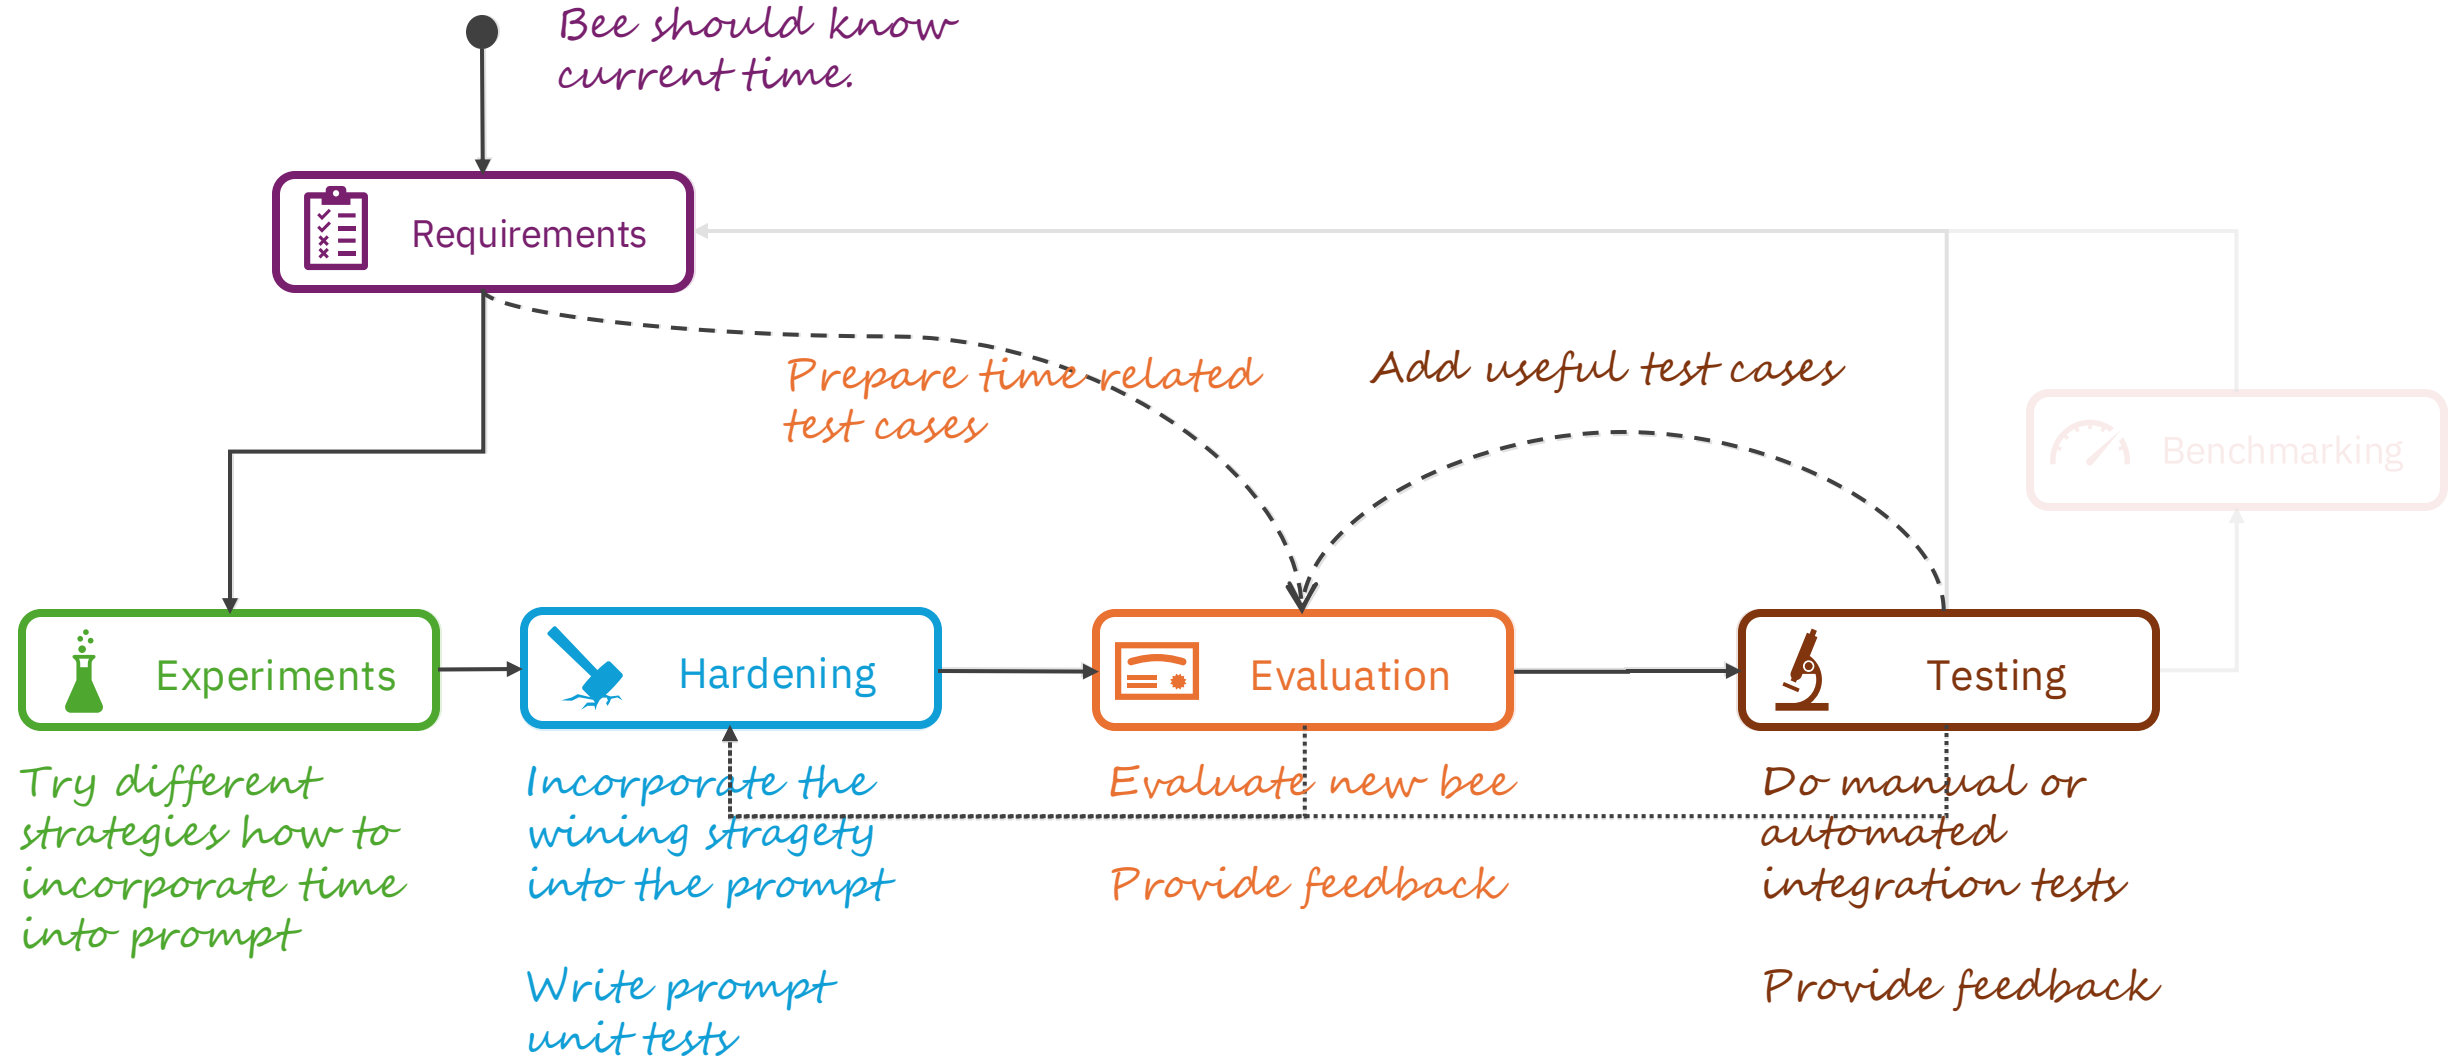 Bee should know
current time.
Requirements
Prepare time related
test cases
Add useful test cases
Benchmarking
Experiments
Hardening
Evaluation
Testing
Try different
strategies how to
incorporate time
into prompt
Incorporate the
wining stragety
into the prompt
Write prompt
unit tests
Evaluate new bee
Provide feedback
Do manual or
automated
integration tests
Provide feedback